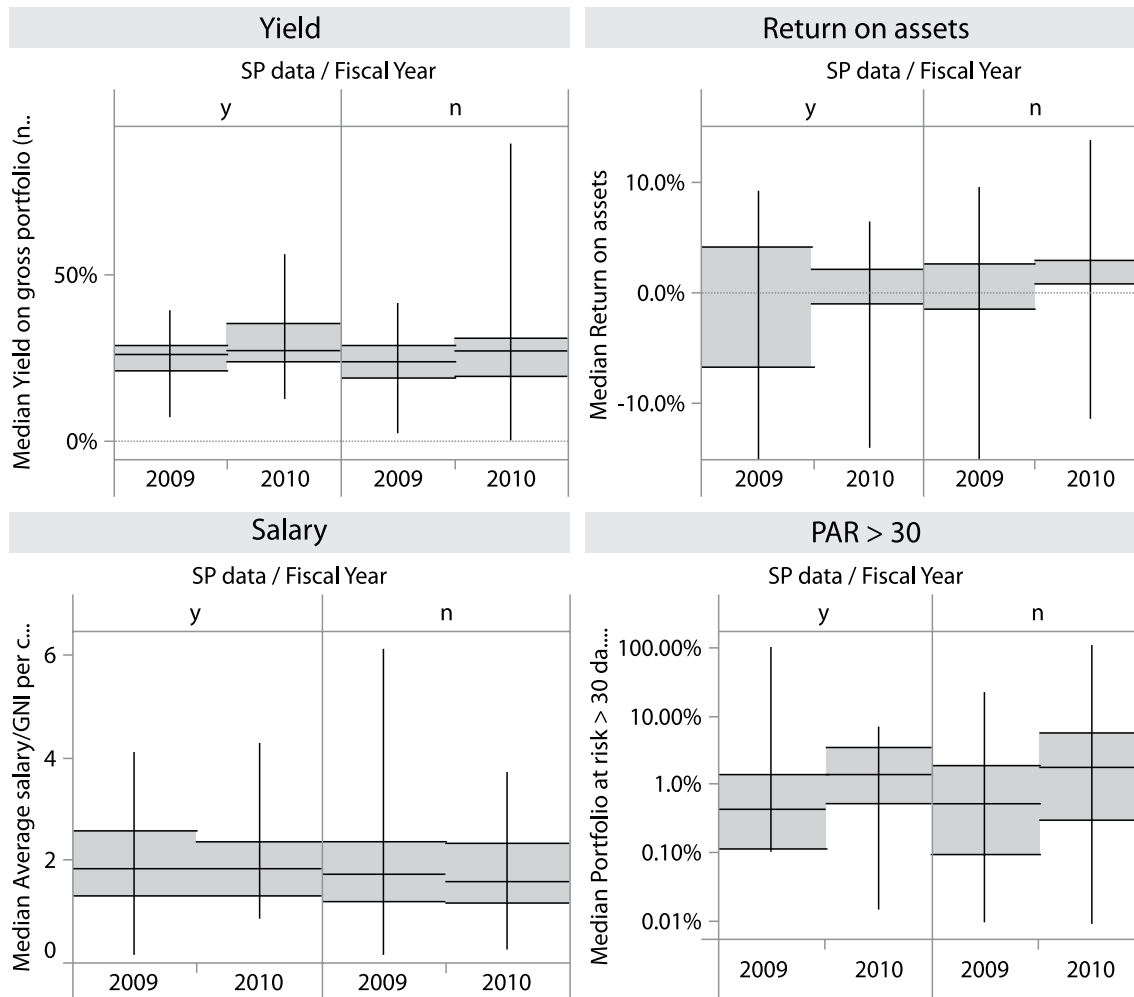 Yield
SP data / Fiscal Year
y n
Median Yield on gross portfolio (n..
50%
0%
2009 2010 2009 2010
Return on assets
SP data / Fiscal Year
y n
Median Return on assets
10.0%
0.0%
-10.0%
2009 2010 2009 2010
Salary
SP data / Fiscal Year
y n
Median Average salary/GNI per c...
6
4
2
0
2009 2010 2009 2010
PAR > 30
SP data / Fiscal Year
y n
Median Portfolio at risk > 30 da....
100.00%
10.00%
1.0%
0.10%
0.01%
2009 2010 2009 2010